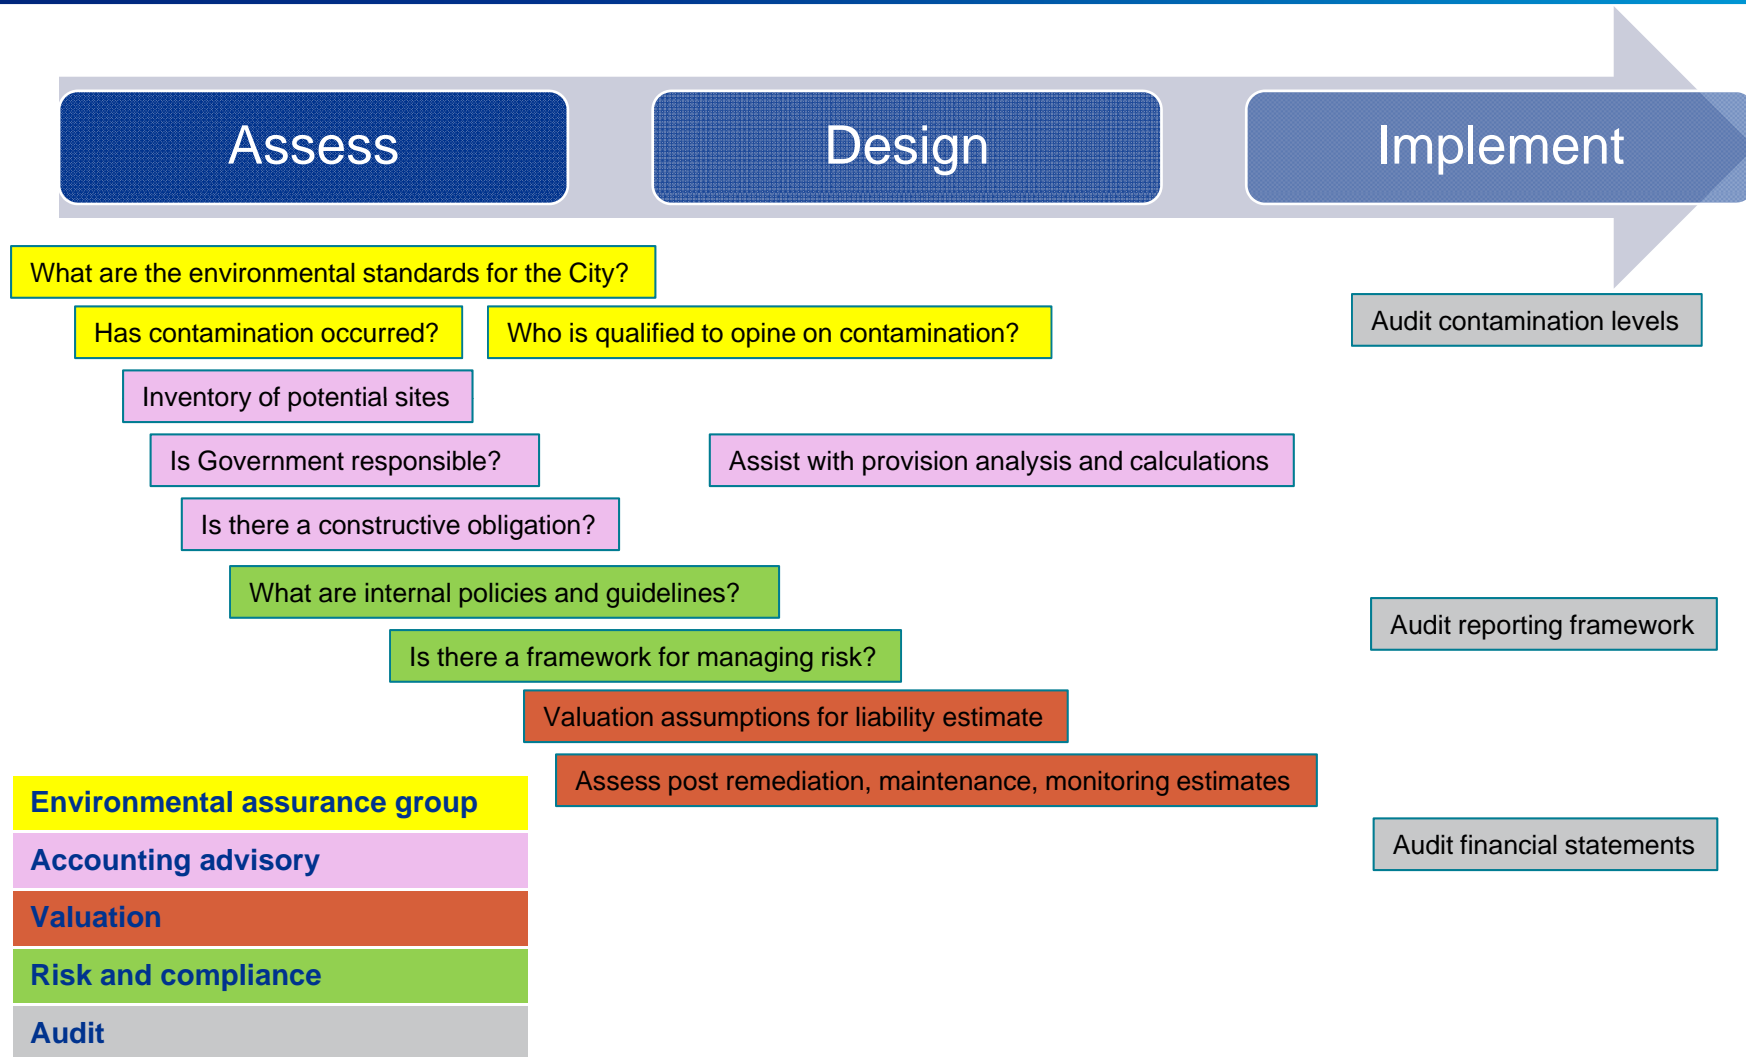 Assess
Design
Implement
What are the environmental standards for the City?
Has contamination occurred?
Who is qualified to opine on contamination?
Audit contamination levels
Inventory of potential sites
Is Government responsible?
Assist with provision analysis and calculations
Is there a constructive obligation?
What are internal policies and guidelines?
Audit reporting framework
Is there a framework for managing risk?
Valuation assumptions for liability estimate
Assess post remediation, maintenance, monitoring estimates
Audit financial statements
Environmental assurance group
Accounting advisory
Valuation
Risk and compliance
Audit